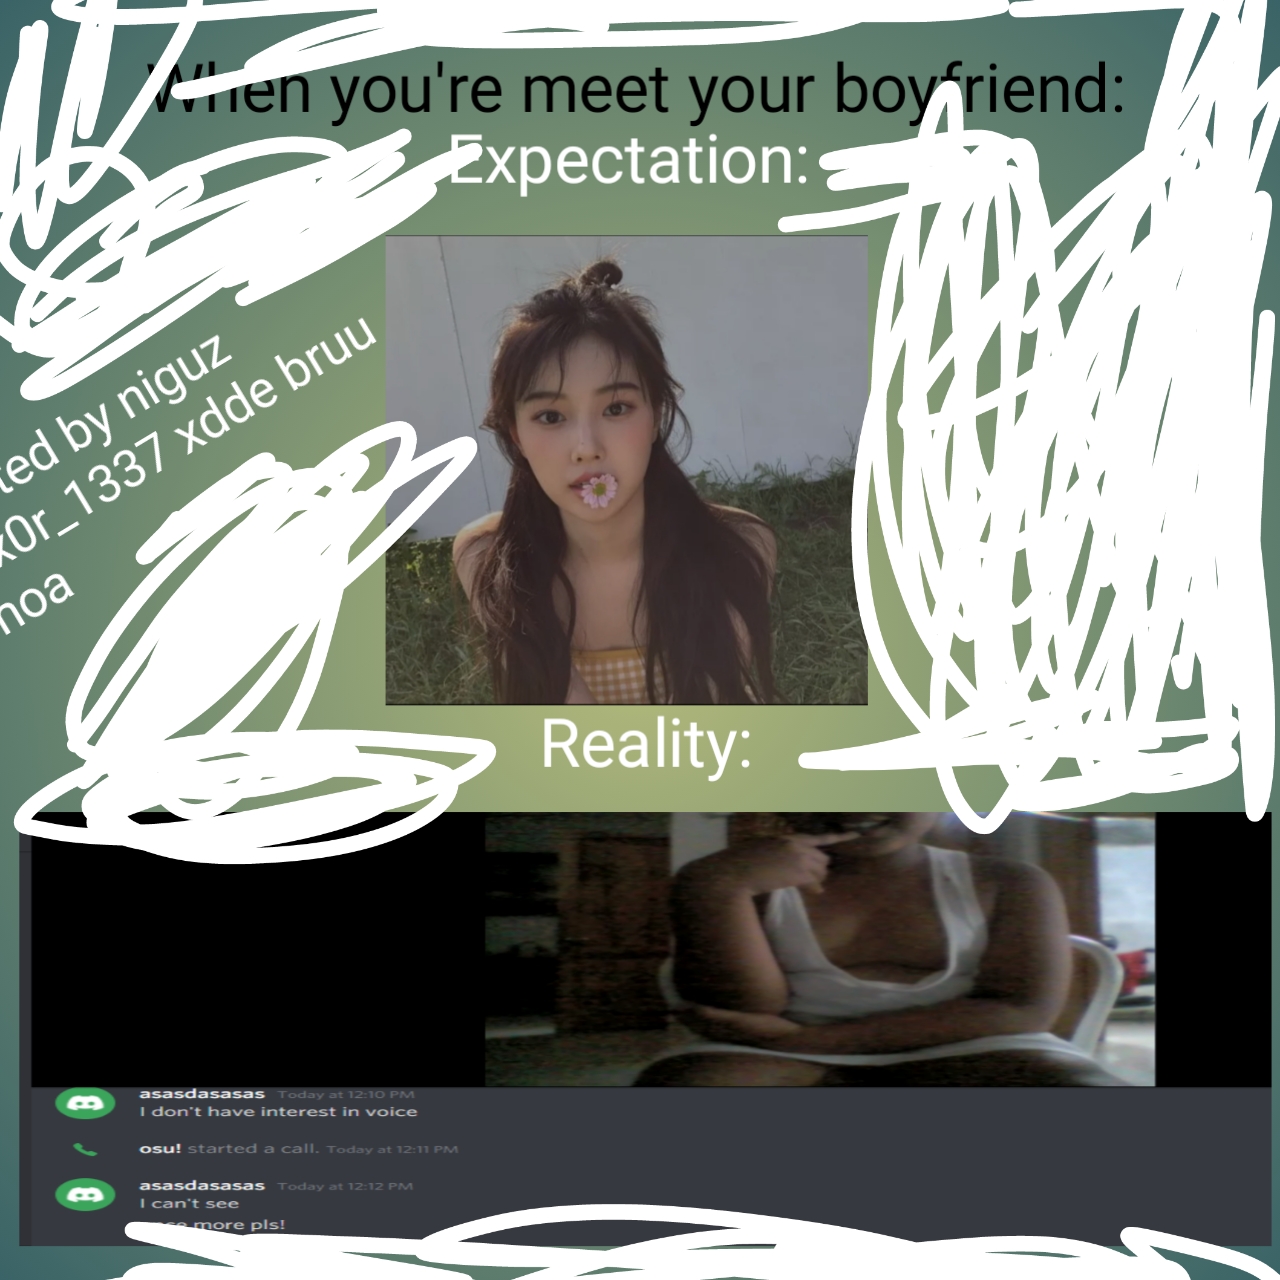 When you're meet your boyfriend:
Expectation:
ted by niguz
x0r_1337 xdde bruu
noa
Reality:
asasdasasas Today at 12:10 PM
I don't have interest in voice
osu! started a call. Today at 12:11 PM
asasdasasas Today at 12:12 PM
I can't see
more pls!